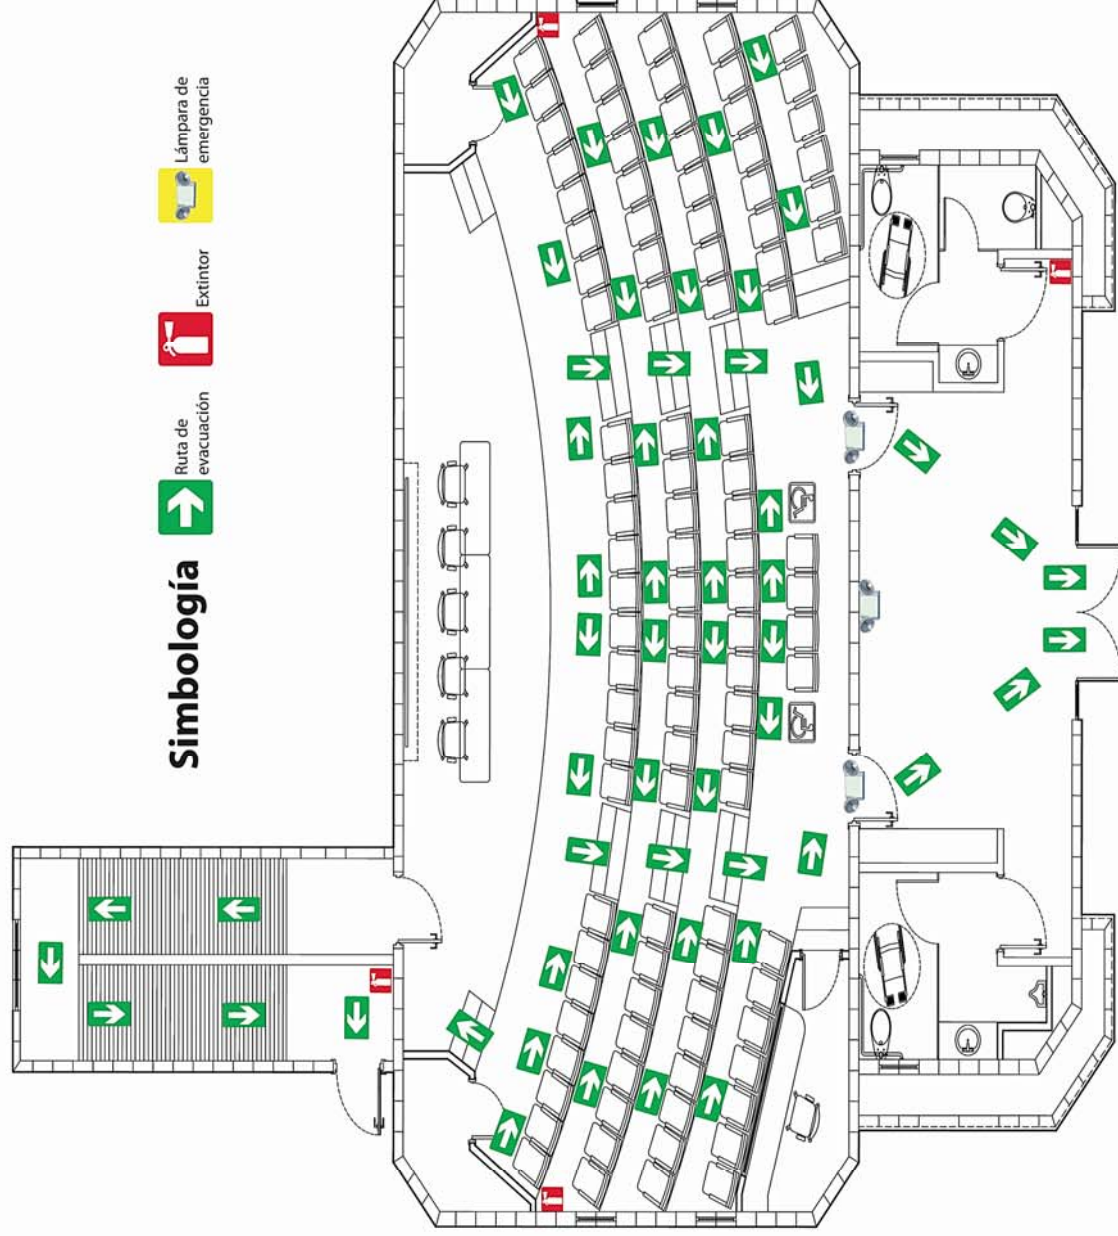 Simbología
Ruta de
evacuación
Extintor
Lámpara de
emergencia